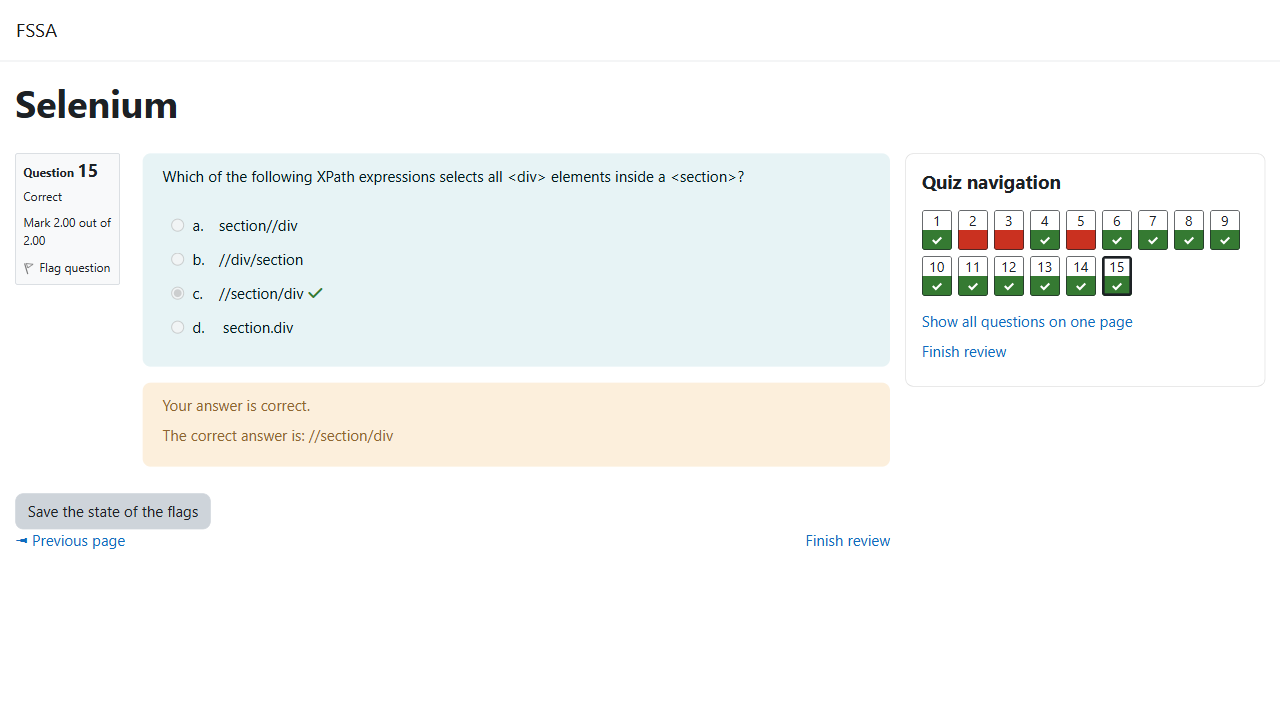 FSSA
Selenium
Question 15
Correct
Mark 2.00 out of
2.00
Flag question
Which of the following XPath expressions selects all <div> elements inside a <section>?
a. section//div
b. //div/section
c. //section/div
d. section.div
Your answer is correct.
The correct answer is: //section/div
Save the state of the flags
Previous page
Finish review
Quiz navigation
1 2 3 4 5 6 7 8 9
10 11 12 13 14 15
Show all questions on one page
Finish review